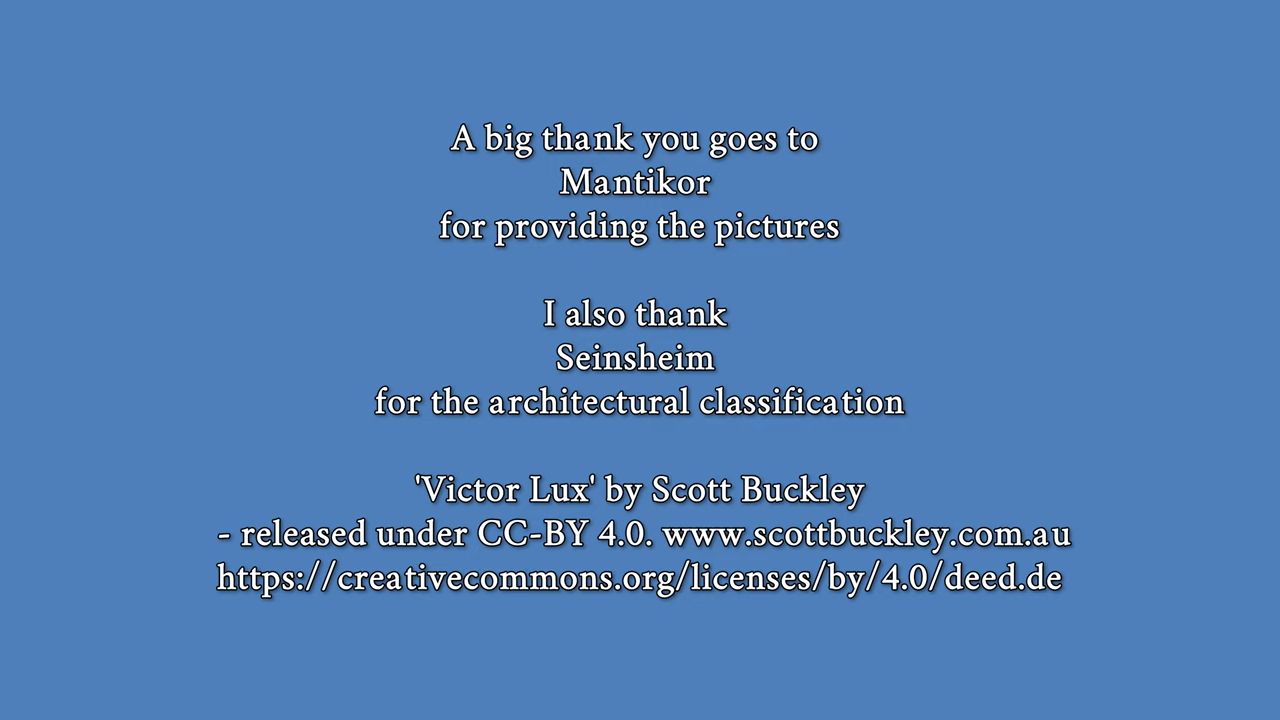 A big thank you goes to
Mantikor
for providing the pictures
I also thank
Seinsheim
for the architectural classification
'Victor Lux' by Scott Buckley
- released under CC-BY 4.0. www.scottbuckley.com.au
https://creativecommons.org/licenses/by/4.0/deed.de